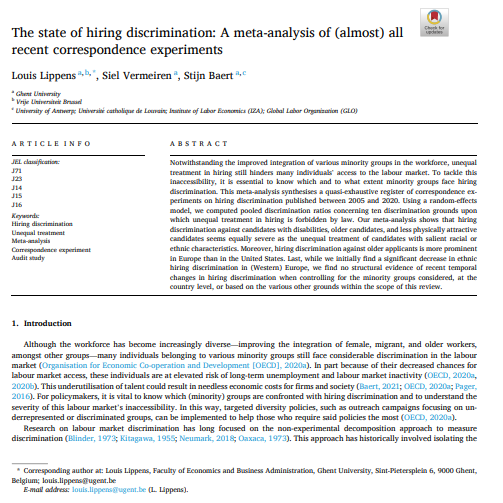 The state of hiring discrimination: A meta-analysis of (almost) all
recent correspondence experiments
Check for
updates
Louis Lippens a,b,*, Siel Vermeiren a, Stijn Baert a,c
a Ghent University
b Vrije Universiteit Brussel
c University of Antwerp; Université catholique de Louvain; Institute of Labor Economics (IZA); Global Labor Organization (GLO)
ARTICLE INFO
JEL classification:
J71
J23
J14
J15
J16
Keywords:
Hiring discrimination
Unequal treatment
Meta-analysis
Correspondence experiment
Audit study
ABSTRACT
Notwithstanding the improved integration of various minority groups in the workforce, unequal
treatment in hiring still hinders many individuals' access to the labour market. To tackle this
inaccessibility, it is essential to know which and to what extent minority groups face hiring
discrimination. This meta-analysis synthesises a quasi-exhaustive register of correspondence ex-
periments on hiring discrimination published between 2005 and 2020. Using a random-effects
model, we computed pooled discrimination ratios concerning ten discrimination grounds upon
which unequal treatment in hiring is forbidden by law. Our meta-analysis shows that hiring
discrimination against candidates with disabilities, older candidates, and less physically attractive
candidates seems equally severe as the unequal treatment of candidates with salient racial or
ethnic characteristics. Moreover, hiring discrimination against older applicants is more prominent
in Europe than in the United States. Last, while we initially find a significant decrease in ethnic
hiring discrimination in (Western) Europe, we find no structural evidence of recent temporal
changes in hiring discrimination when controlling for the minority groups considered, at the
country level, or based on the various other grounds within the scope of this review.
1. Introduction
Although the workforce has become increasingly diverse—improving the integration of female, migrant, and older workers,
amongst other groups—many individuals belonging to various minority groups still face considerable discrimination in the labour
market (Organisation for Economic Co-operation and Development [OECD], 2020a). In part because of their decreased chances for
labour market access, these individuals are at elevated risk of long-term unemployment and labour market inactivity (OECD, 2020a,
2020b). This underutilisation of talent could result in needless economic costs for firms and society (Baert, 2021; OECD, 2020a; Pager,
2016). For policymakers, it is vital to know which (minority) groups are confronted with hiring discrimination and to understand the
severity of this labour market's inaccessibility. In this way, targeted diversity policies, such as outreach campaigns focusing on un-
derrepresented or discriminated groups, can be implemented to help those who require said policies the most (OECD, 2020a).
Research on labour market discrimination has long focused on the non-experimental decomposition approach to measure
discrimination (Blinder, 1973; Kitagawa, 1955; Neumark, 2018; Oaxaca, 1973). This approach has historically involved isolating the
* Corresponding author at: Louis Lippens, Faculty of Economics and Business Administration, Ghent University, Sint-Pietersplein 6, 9000 Ghent,
Belgium; louis.lippens@ugent.be
E-mail address: louis.lippens@ugent.be (L. Lippens).